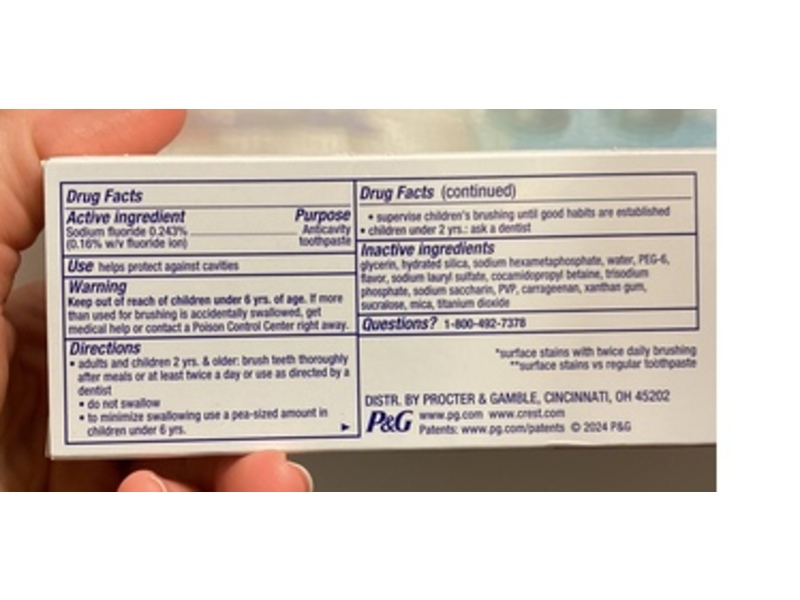 Drug Facts
Active ingredient Purpose
Sodium fluoride 0.243% Anticavity
(0.16% w/v fluoride ion) toothpaste
Use helps protect against cavities
Warning
Keep out of reach of children under 6 yrs. of age. If more
than used for brushing is accidentally swallowed, get
medical help or contact a Poison Control Center right away.
Directions
• adults and children 2 yrs. & older: brush teeth thoroughly
after meals or at least twice a day or use as directed by a
dentist
• do not swallow
• to minimize swallowing use a pea-sized amount in
children under 6 yrs.
Drug Facts (continued)
• supervise children's brushing until good habits are established
• children under 2 yrs.: ask a dentist
Inactive ingredients
glycerin, hydrated silica, sodium hexametaphosphate, water, PEG-6,
flavor, sodium lauryl sulfate, cocamidopropyl betaine, trisodium
phosphate, sodium saccharin, PVP, carrageenan, xanthan gum,
sucralose, mica, titanium dioxide
Questions? 1-800-492-7378
*surface stains with twice daily brushing
**surface stains vs regular toothpaste
DISTR. BY PROCTER & GAMBLE, CINCINNATI, OH 45202
P&G www.pg.com www.crest.com
Patents: www.pg.com/patents © 2024 P&G